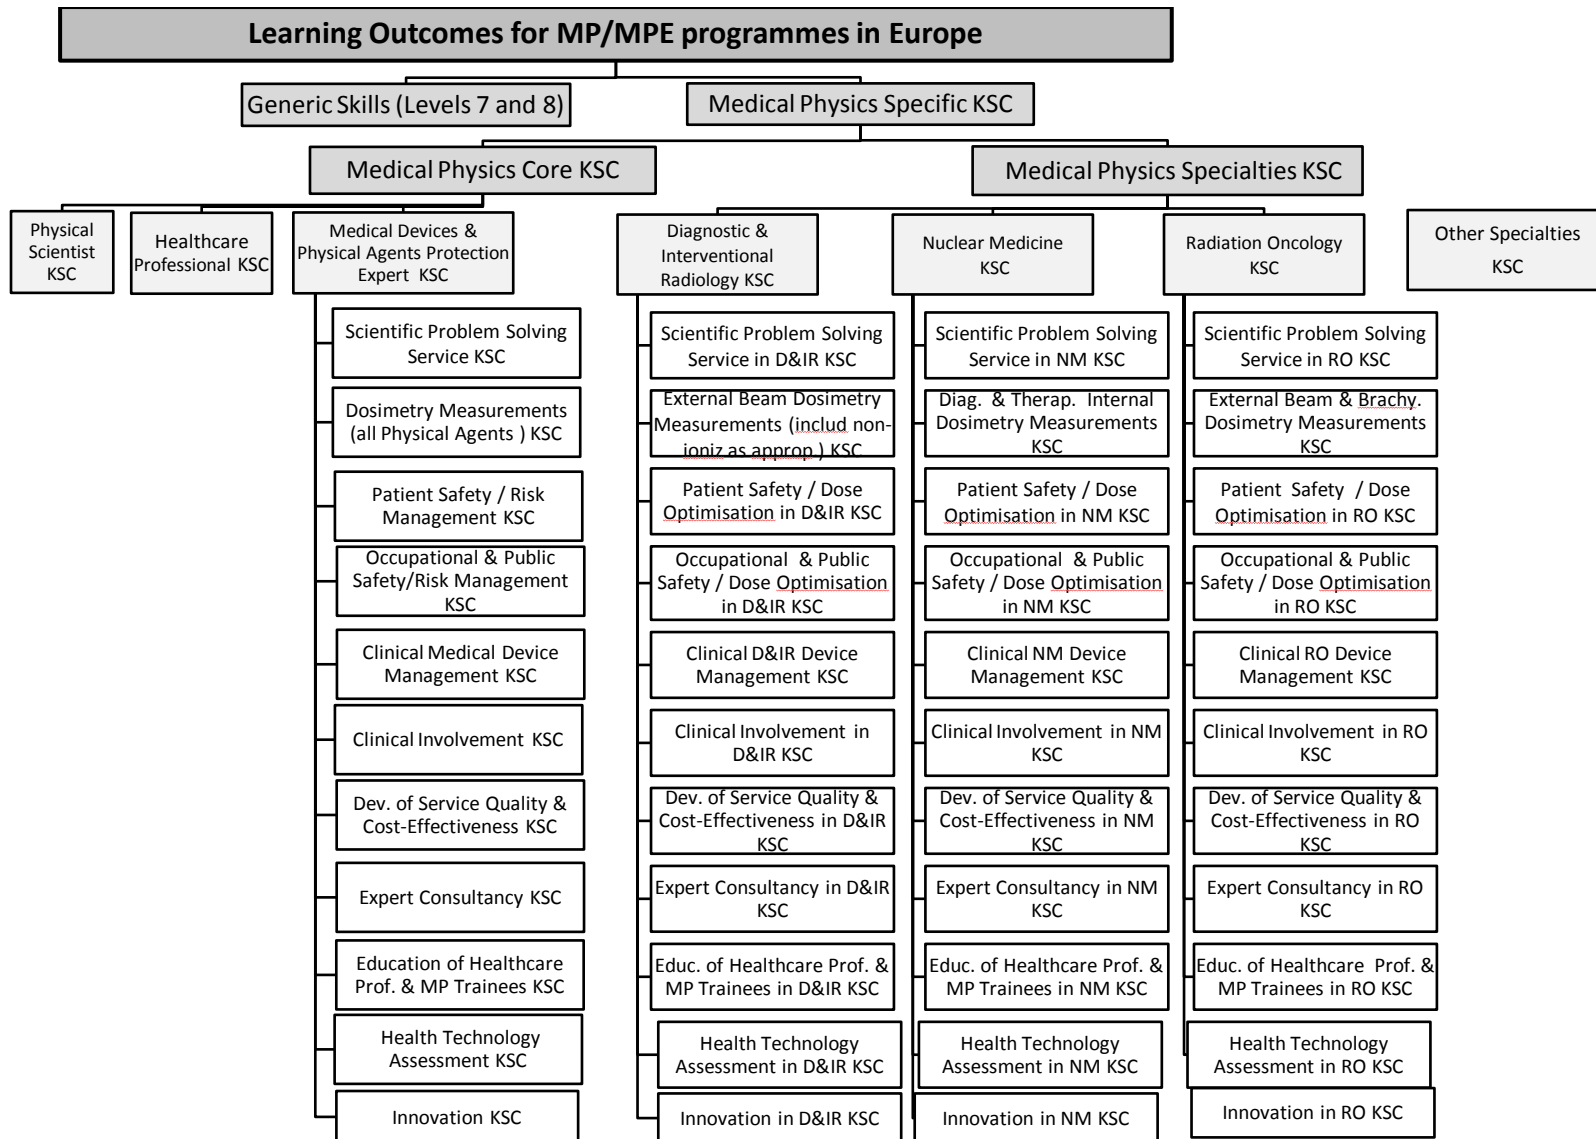 Learning Outcomes for MP/MPE programmes in Europe
Generic Skills (Levels 7 and 8)
Medical Physics Specific KSC
Medical Physics Core KSC
Medical Physics Specialties KSC
Physical
Scientist
KSC
Healthcare
Professional KSC
Medical Devices &
Physical Agents Protection
Expert KSC
Diagnostic &
Interventional
Radiology KSC
Nuclear Medicine
KSC
Radiation Oncology
KSC
Other Specialties
KSC
Scientific Problem Solving
Service KSC
Dosimetry Measurements
(all Physical Agents ) KSC
Patient Safety / Risk
Management KSC
Occupational & Public
Safety/Risk Management
KSC
Clinical Medical Device
Management KSC
Clinical Involvement KSC
Dev. of Service Quality &
Cost-Effectiveness KSC
Expert Consultancy KSC
Education of Healthcare
Prof. & MP Trainees KSC
Health Technology
Assessment KSC
Innovation KSC
Scientific Problem Solving
Service in D&IR KSC
External Beam Dosimetry
Measurements (includ non-
ioniz as approp.) KSC
Patient Safety / Dose
Optimisation in D&IR KSC
Occupational & Public
Safety / Dose Optimisation
in D&IR KSC
Clinical D&IR Device
Management KSC
Clinical Involvement in
D&IR KSC
Dev. of Service Quality &
Cost-Effectiveness in D&IR
KSC
Expert Consultancy in D&IR
KSC
Educ. of Healthcare Prof. &
MP Trainees in D&IR KSC
Health Technology
Assessment in D&IR KSC
Innovation in D&IR KSC
Scientific Problem Solving
Service in NM KSC
Diag. & Therap. Internal
Dosimetry Measurements
KSC
Patient Safety / Dose
Optimisation in NM KSC
Occupational & Public
Safety / Dose Optimisation
in NM KSC
Clinical NM Device
Management KSC
Clinical Involvement in NM
KSC
Dev. of Service Quality &
Cost-Effectiveness in NM
KSC
Expert Consultancy in NM
KSC
Educ. of Healthcare Prof. &
MP Trainees in NM KSC
Health Technology
Assessment in NM KSC
Innovation in NM KSC
Scientific Problem Solving
Service in RO KSC
External Beam & Brachy.
Dosimetry Measurements
KSC
Patient Safety / Dose
Optimisation in RO KSC
Occupational & Public
Safety / Dose Optimisation
in RO KSC
Clinical RO Device
Management KSC
Clinical Involvement in RO
KSC
Dev. of Service Quality &
Cost-Effectiveness in RO
KSC
Expert Consultancy in RO
KSC
Educ. of Healthcare Prof. &
MP Trainees in RO KSC
Health Technology
Assessment in RO KSC
Innovation in RO KSC